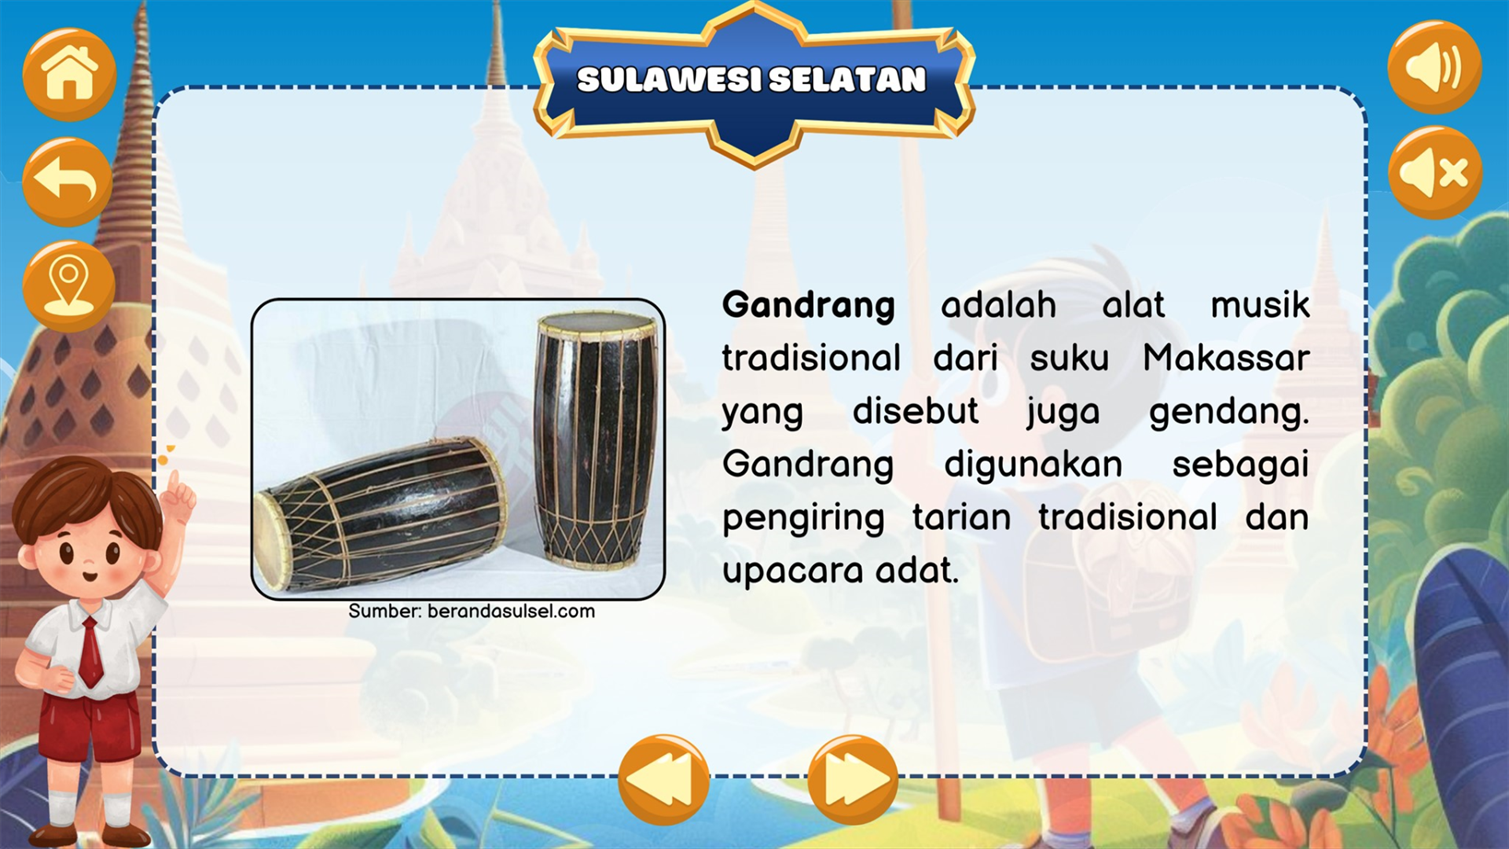 SULAWESI SELATAN
Gandrang adalah alat musik
tradisional dari suku Makassar
yang disebut juga gendang.
Gandrang digunakan sebagai
pengiring tarian tradisional dan
upacara adat.
Sumber: berandasulsel.com